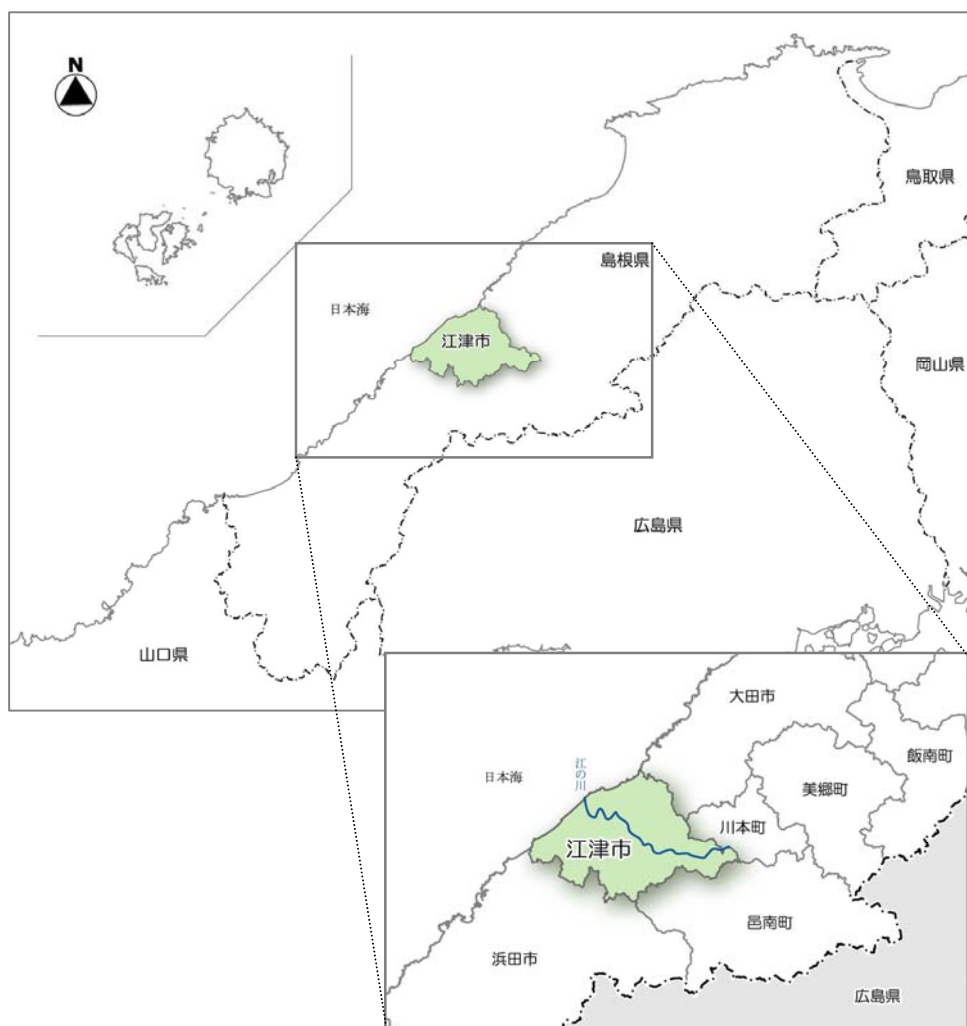 N
鳥取県
島根県
日本海
江津市
岡山県
広島県
山口県
大田市
江の川
飯南町
日本海
美郷町
川本町
江津市
邑南町
浜田市
広島県